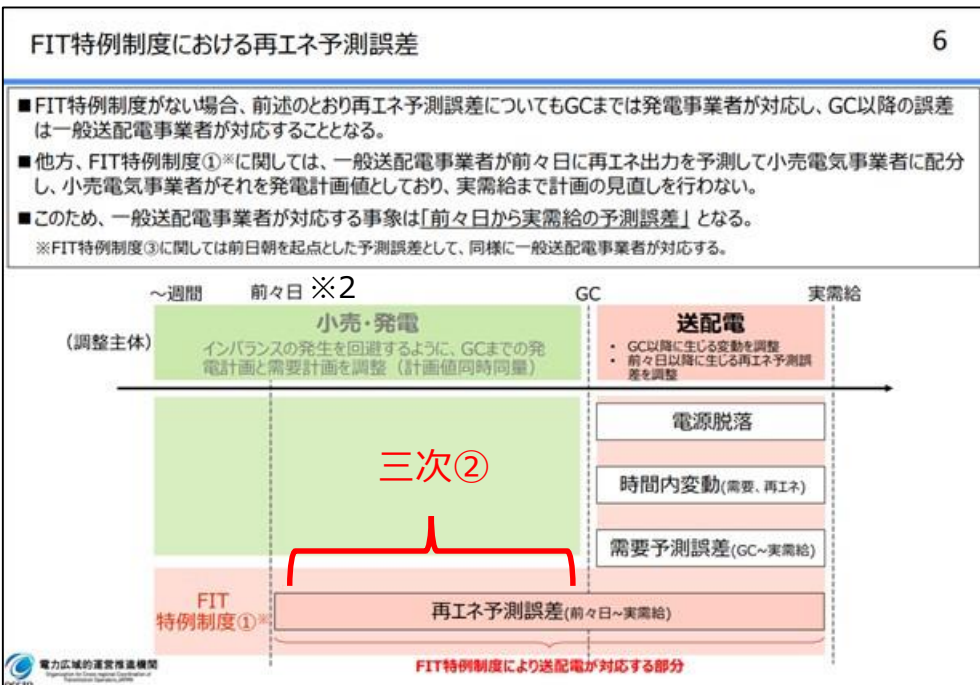 FIT特例制度における再エネ予測誤差
6
■FIT特例制度がない場合、前述のとおり再エネ予測誤差についてもGCまでは発電事業者が対応し、GC以降の誤差
は一般送配電事業者が対応することとなる。
■他方、FIT特例制度①※に関しては、一般送配電事業者が前々日に再エネ出力を予測して小売電気事業者に配分
し、小売電気事業者がそれを発電計画値としており、実需給まで計画の見直しを行わない。
■このため、一般送配電事業者が対応する事象は「前々日から実需給の予測誤差」となる。
※FIT特例制度③に関しては前日朝を起点とした予測誤差として、同様に一般送配電事業者が対応する。
～週間 前々日 ※2 GC 実需給
(調整主体)
小売・発電
インバランスの発生を回避するように、GCまでの発
電計画と需要計画を調整（計画値同時同量）
送配電
• GC以降に生じる変動を調整
• 前々日以降に生じる再エネ予測誤
差を調整
電源脱落
三次②
時間内変動(需要、再エネ)
需要予測誤差(GC~実需給)
FIT
特例制度①※
再エネ予測誤差(前々日~実需給)
FIT特例制度により送配電が対応する部分
電力広域的運営推進機関